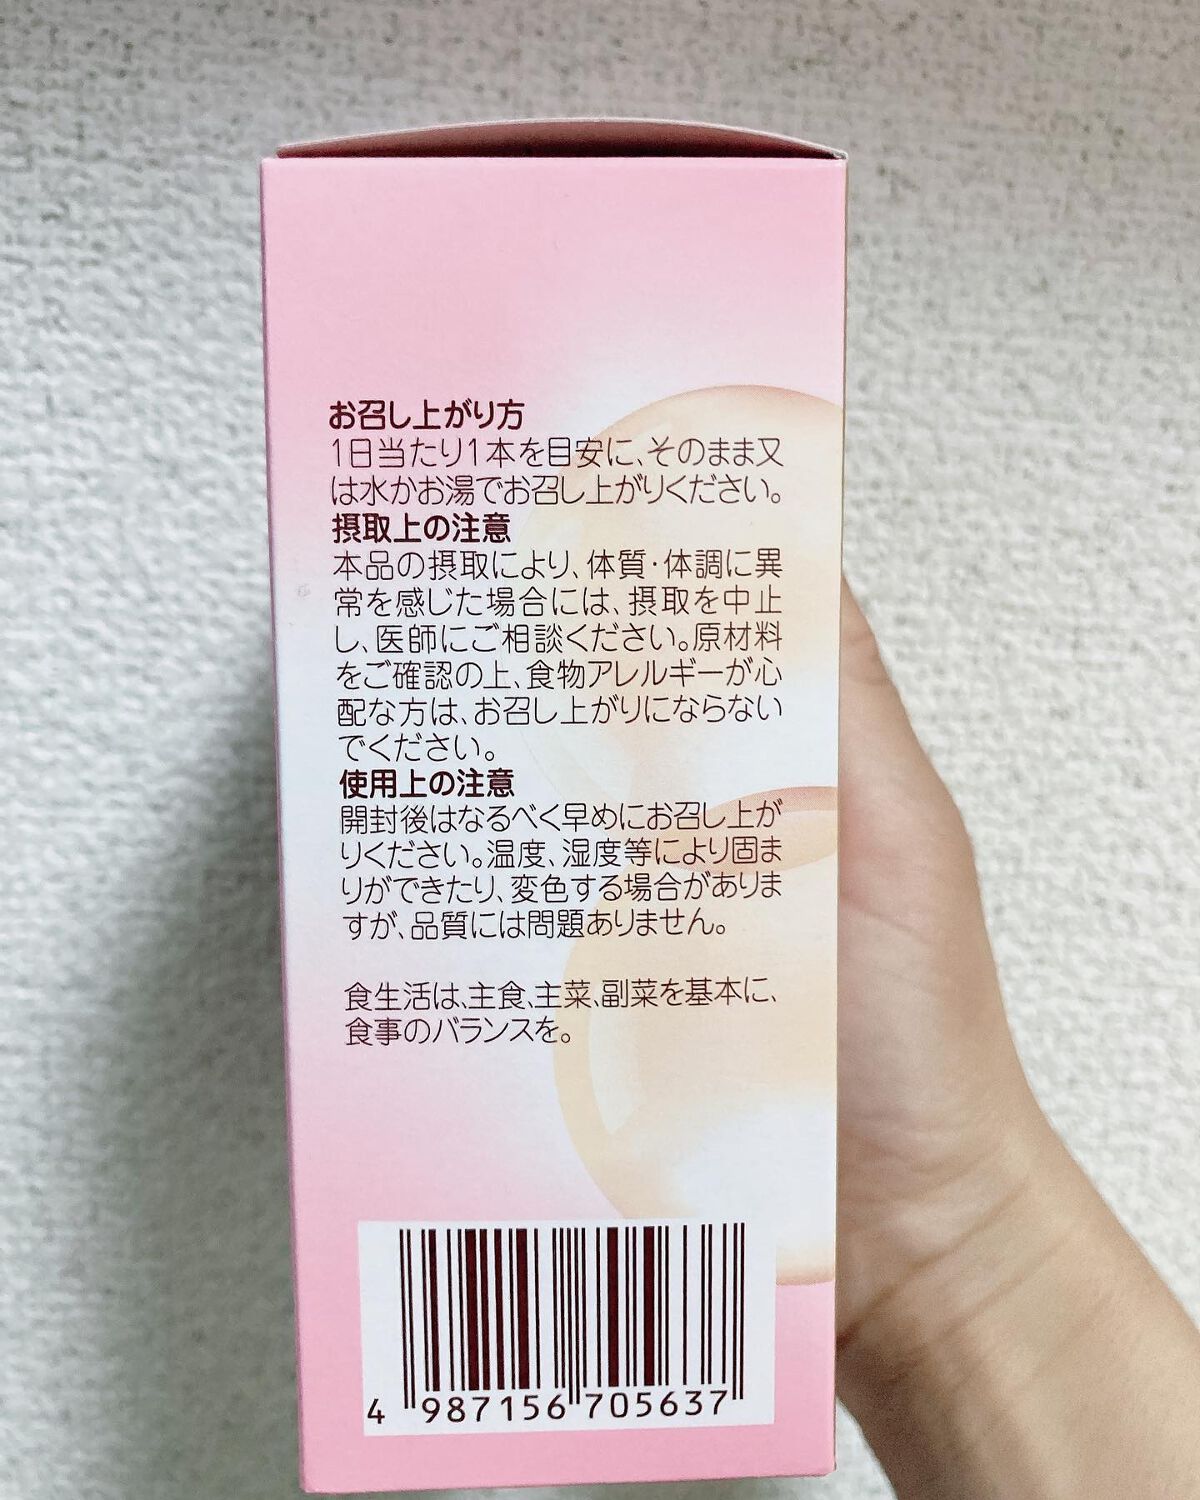 お召し上がり方
1日当たり1本を目安に、そのまま又
は水かお湯でお召し上がりください。
摂取上の注意
本品の摂取により、体質・体調に異
常を感じた場合には、摂取を中止
し、医師にご相談ください。原材料
をご確認の上、食物アレルギーが心
配な方は、お召し上がりにならない
でください。
使用上の注意
開封後はなるべく早めにお召し上が
りください。温度、湿度等により固ま
りができたり、変色する場合がありま
すが、品質には問題ありません。
食生活は、主食、主菜、副菜を基本に、
食事のバランスを。
4 987156 705637